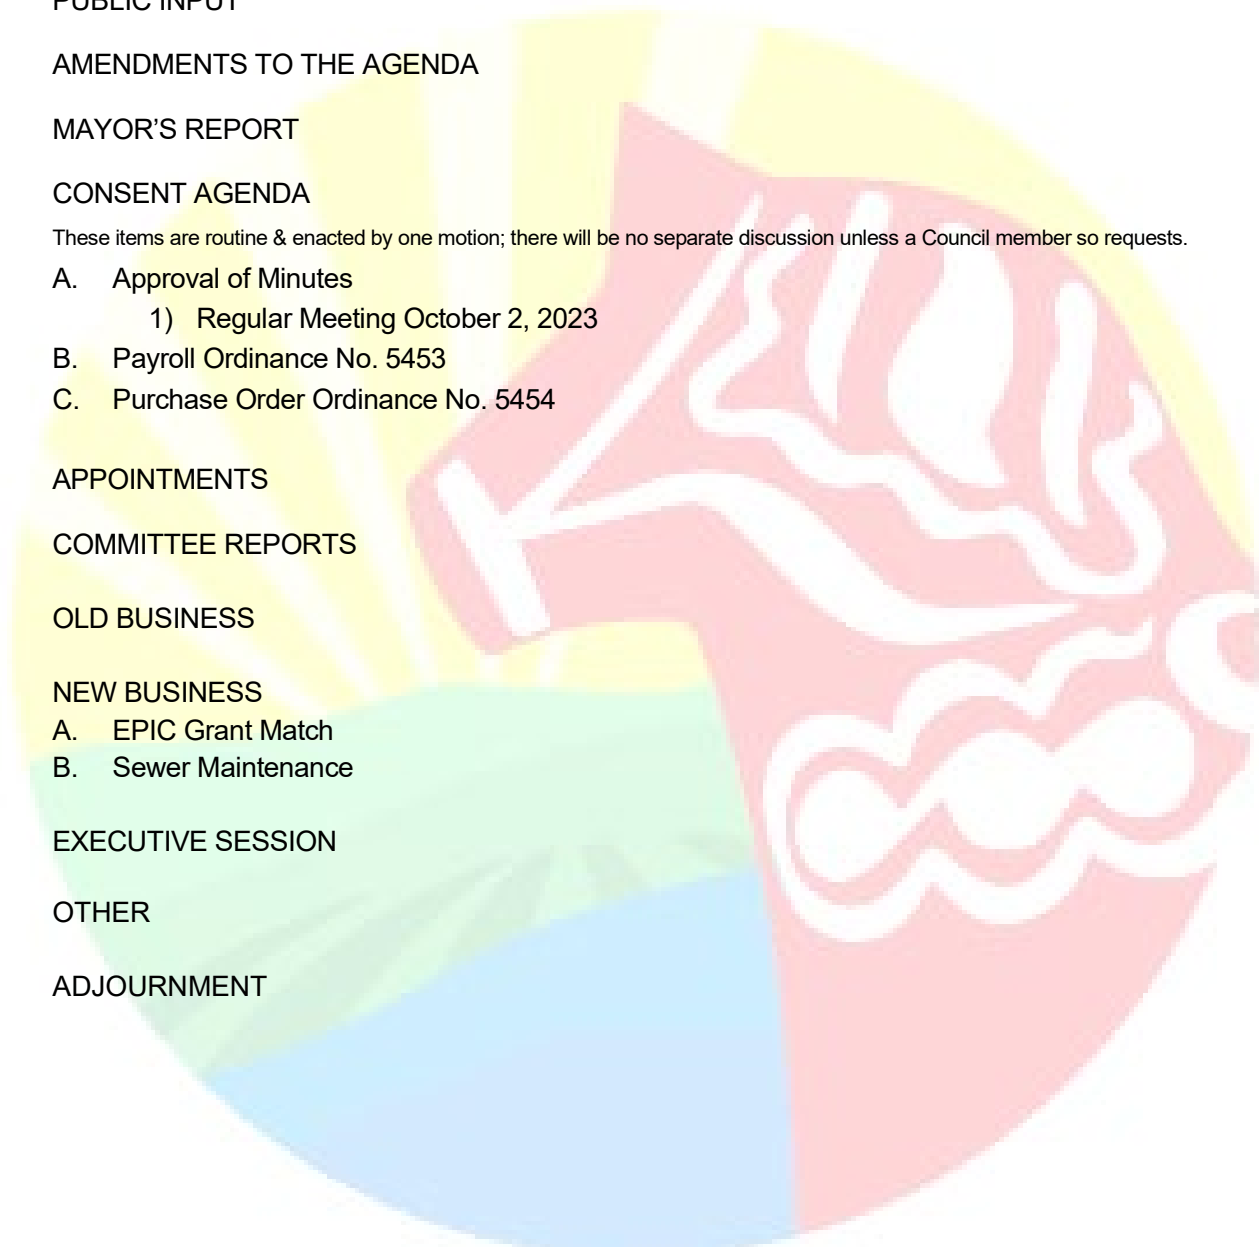 PUBLIC INPUT
AMENDMENTS TO THE AGENDA
MAYOR’S REPORT
CONSENT AGENDA
These items are routine & enacted by one motion; there will be no separate discussion unless a Council member so requests.
A. Approval of Minutes
1) Regular Meeting October 2, 2023
B. Payroll Ordinance No. 5453
C. Purchase Order Ordinance No. 5454
APPOINTMENTS
COMMITTEE REPORTS
OLD BUSINESS
NEW BUSINESS
A. EPIC Grant Match
B. Sewer Maintenance
EXECUTIVE SESSION
OTHER
ADJOURNMENT